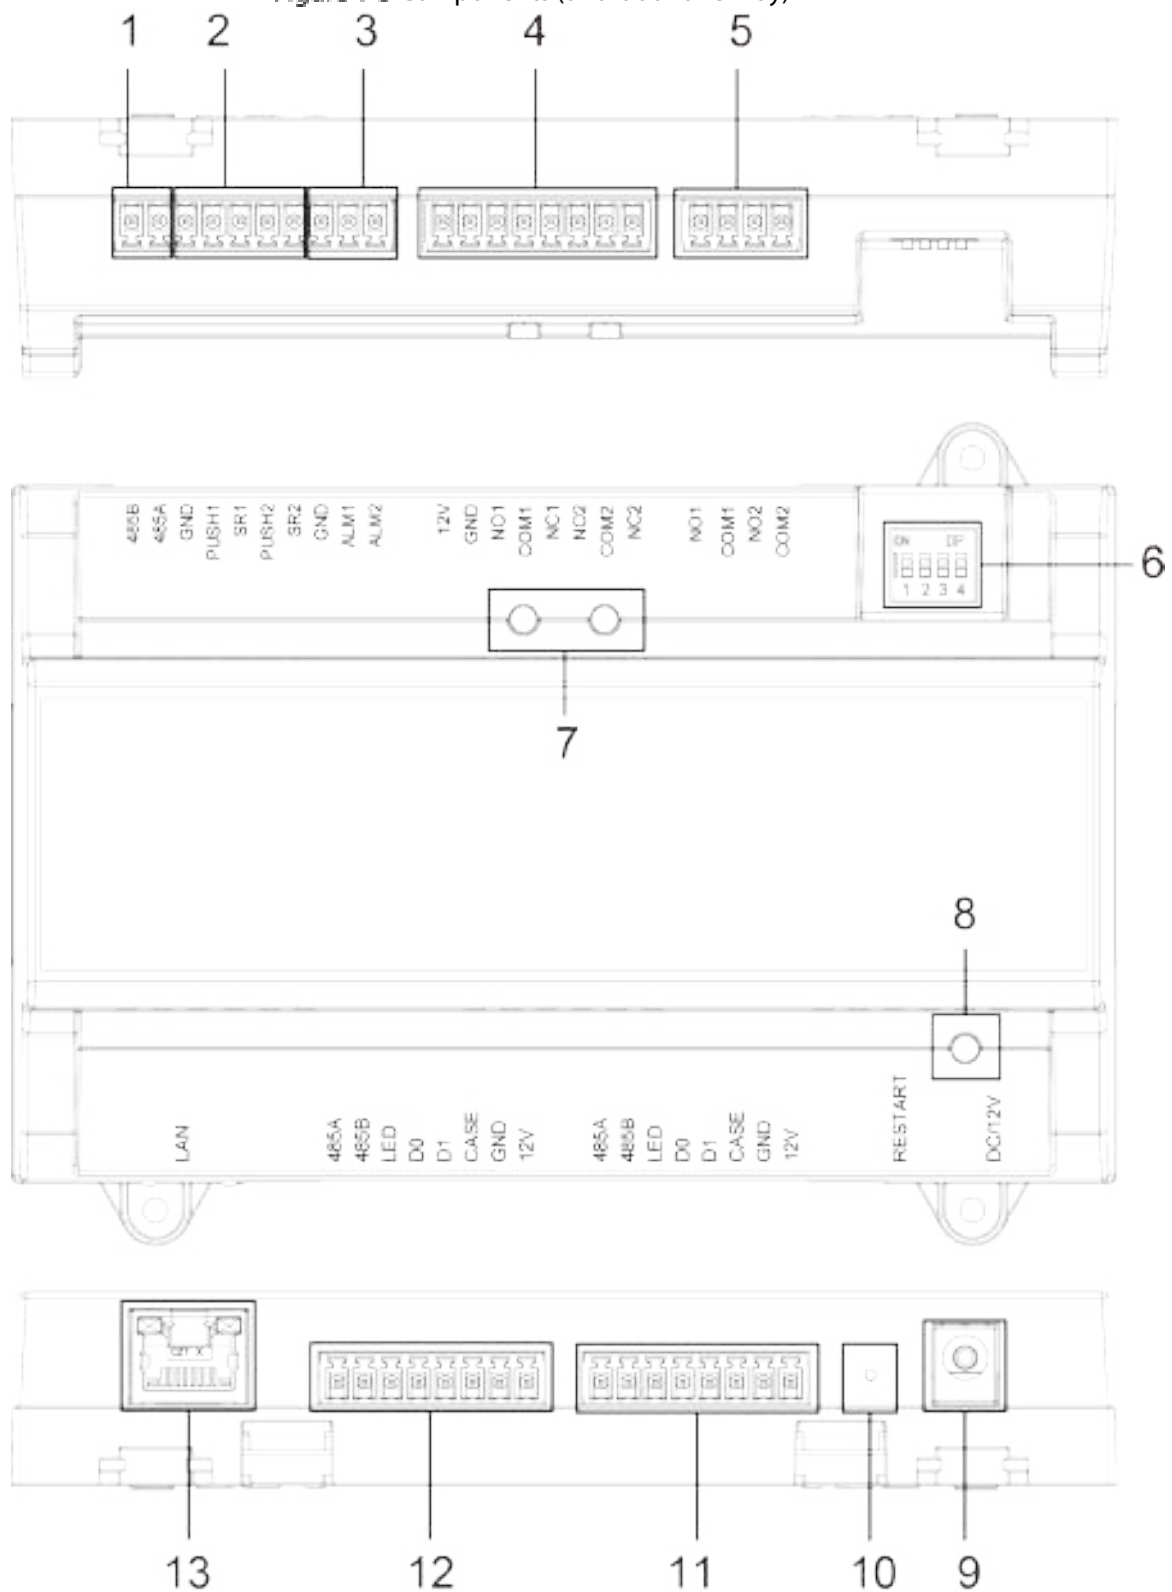 1 2 3 4 5
485B 485A GND PUSH1 SR1 PUSH2 SR2 GND ALM1 ALM2 12V GND NO1 COM1 NC1 NO2 COM2 NC2 NO1 COM1 NO2 COM2
ON DP
1 2 3 4
6
7
8
LAN 485A 485B LED D0 D1 CASE GND 12V 485A 485B LED D0 D1 CASE GND 12V RESTART DC/12V
13 12 11 10 9